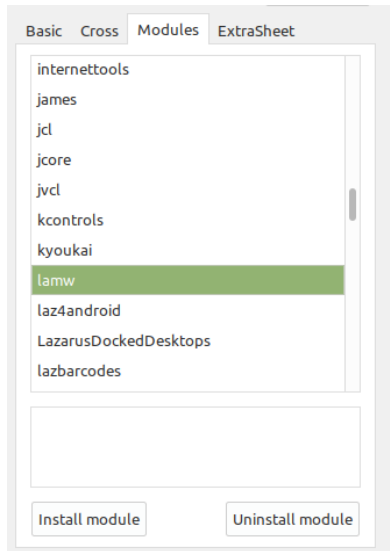 Basic Cross Modules ExtraSheet
internettools
james
jcl
jcore
jvcl
kcontrols
kyoukai
lamw
laz4android
LazarusDockedDesktops
lazbarcodes
Install module Uninstall module